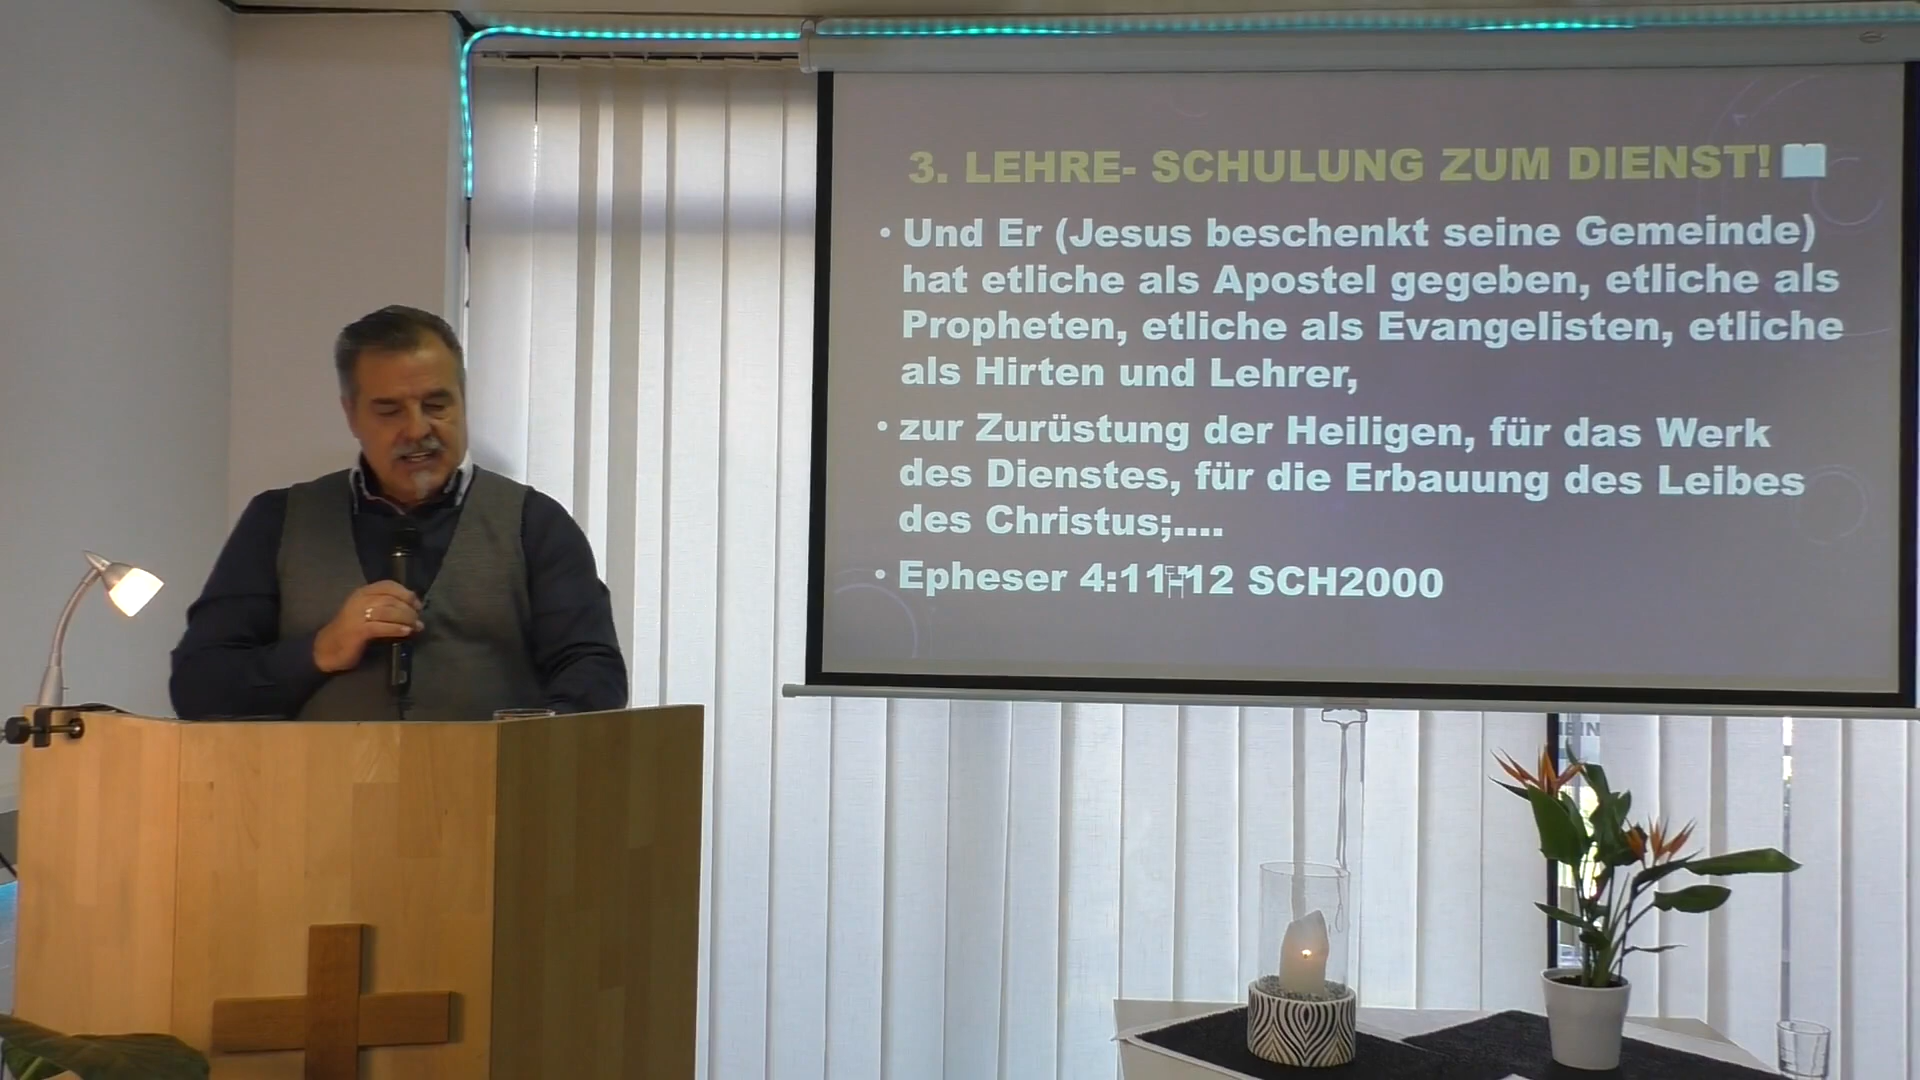 3. LEHRE- SCHULUNG ZUM DIENST!
• Und Er (Jesus beschenkt seine Gemeinde)
hat etliche als Apostel gegeben, etliche als
Propheten, etliche als Evangelisten, etliche
als Hirten und Lehrer,
• zur Zurüstung der Heiligen, für das Werk
des Dienstes, für die Erbauung des Leibes
des Christus;....
• Epheser 4:11-12 SCH2000